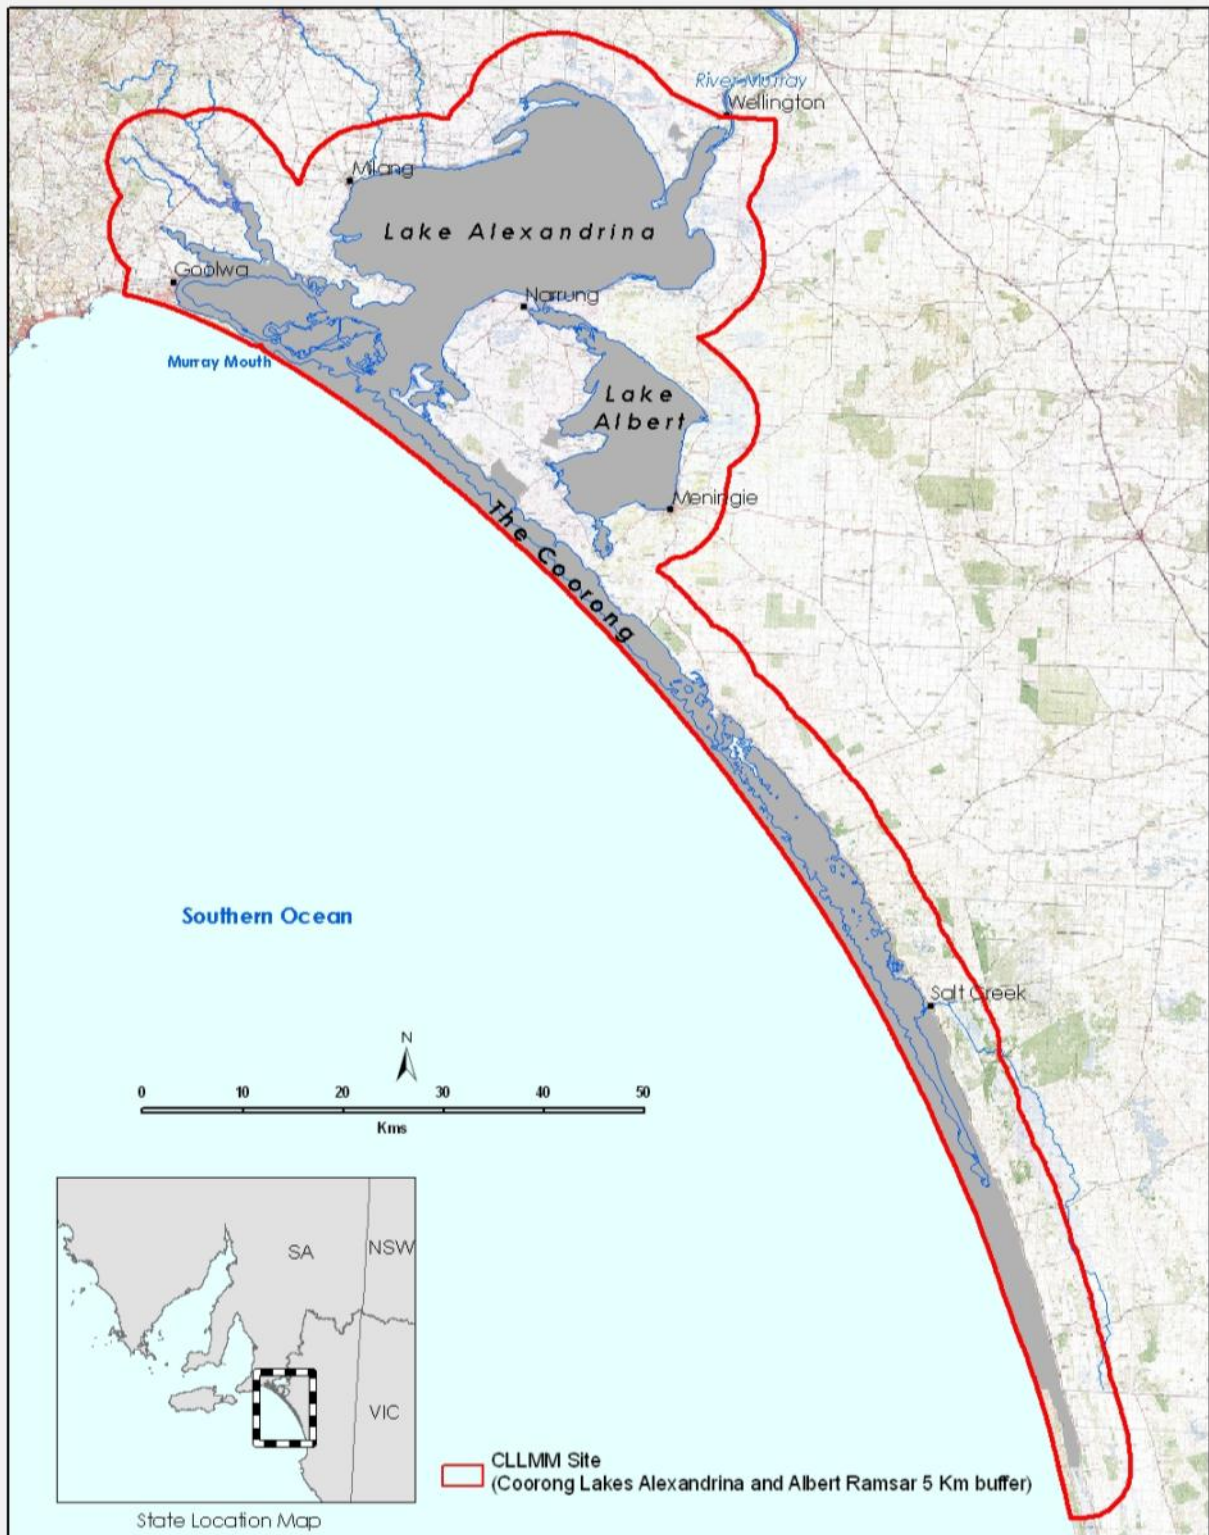 River Murray
Wellington
Milang
Lake Alexandrina
Goolwa
Narrung
Murray Mouth
Lake
Albert
Meningie
The Coorong
Southern Ocean
Salt Creek
N
0 10 20 30 40 50
Kms
SA
NSW
VIC
CLLMM Site
(Coorong Lakes Alexandrina and Albert Ramsar 5 Km buffer)
State Location Map